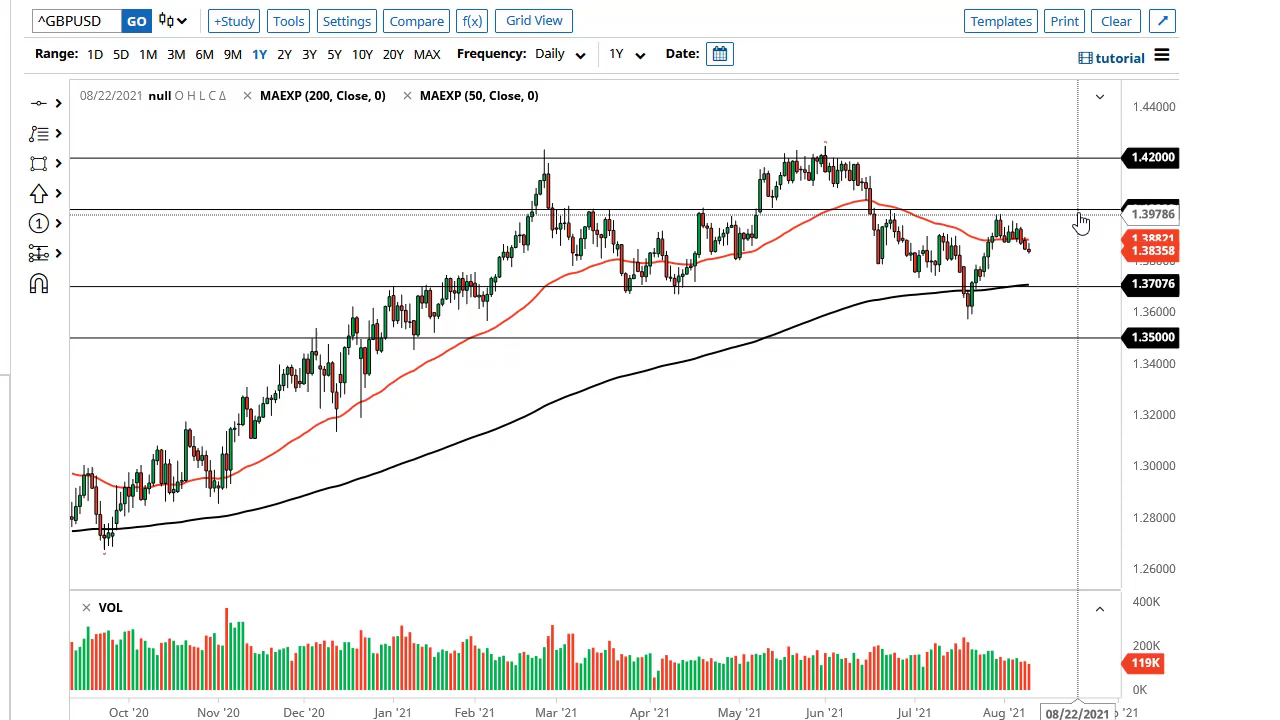 ^GBPUSD GO +Study Tools Settings Compare f(x) Grid View Templates Print Clear
Range: 1D 5D 1M 3M 6M 9M 1Y 2Y 3Y 5Y 10Y 20Y MAX Frequency: Daily 1Y Date: tutorial
08/22/2021 null O H L C Δ × MAEXP (200, Close, 0) × MAEXP (50, Close, 0)
1.44000
1.42000
1.39786
1.38821
1.38358
1.37076
1.36000
1.35000
1.34000
1.32000
1.30000
1.28000
1.26000
1
× VOL
400K
200K
119K
0K
Oct '20 Nov '20 Dec '20 Jan '21 Feb '21 Mar '21 Apr '21 May '21 Jun '21 Jul '21 Aug '21 08/22/2021 '21